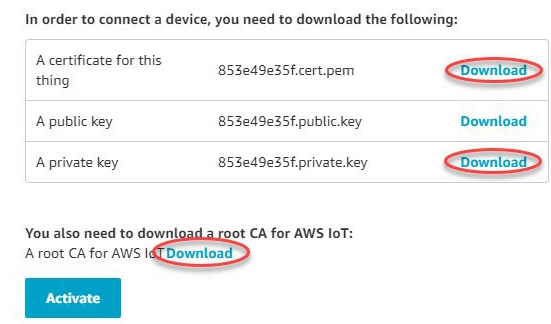 In order to connect a device, you need to download the following:
A certificate for this thing 853e49e35f.cert.pem Download
A public key 853e49e35f.public.key Download
A private key 853e49e35f.private.key Download
You also need to download a root CA for AWS IoT:
A root CA for AWS IoT Download
Activate